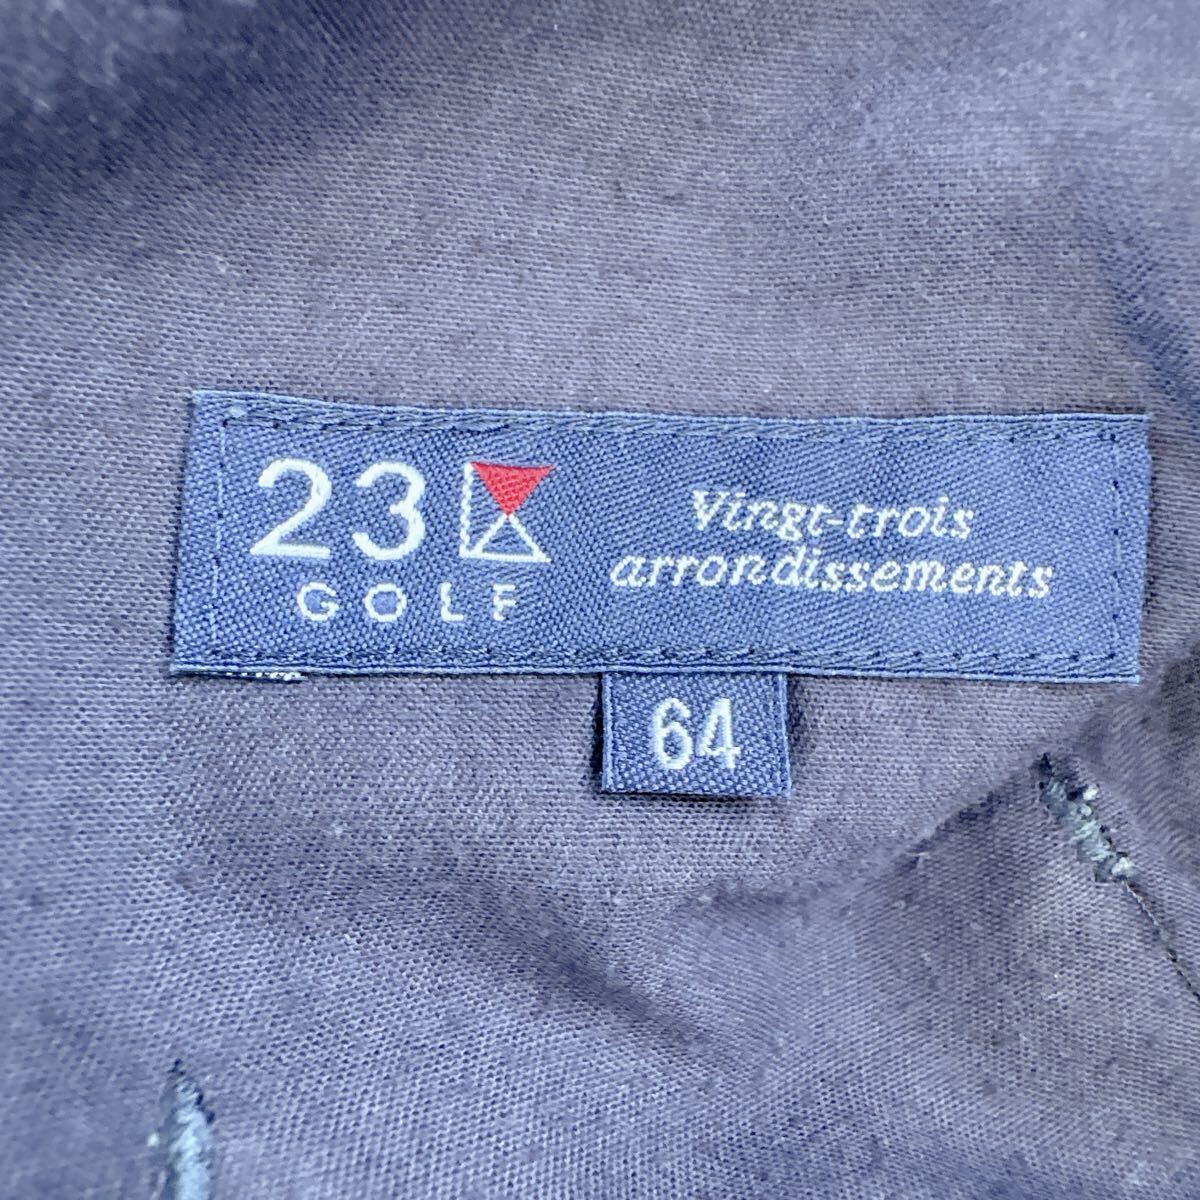 23
GOLF
Vingt-trois
arrondissements
64